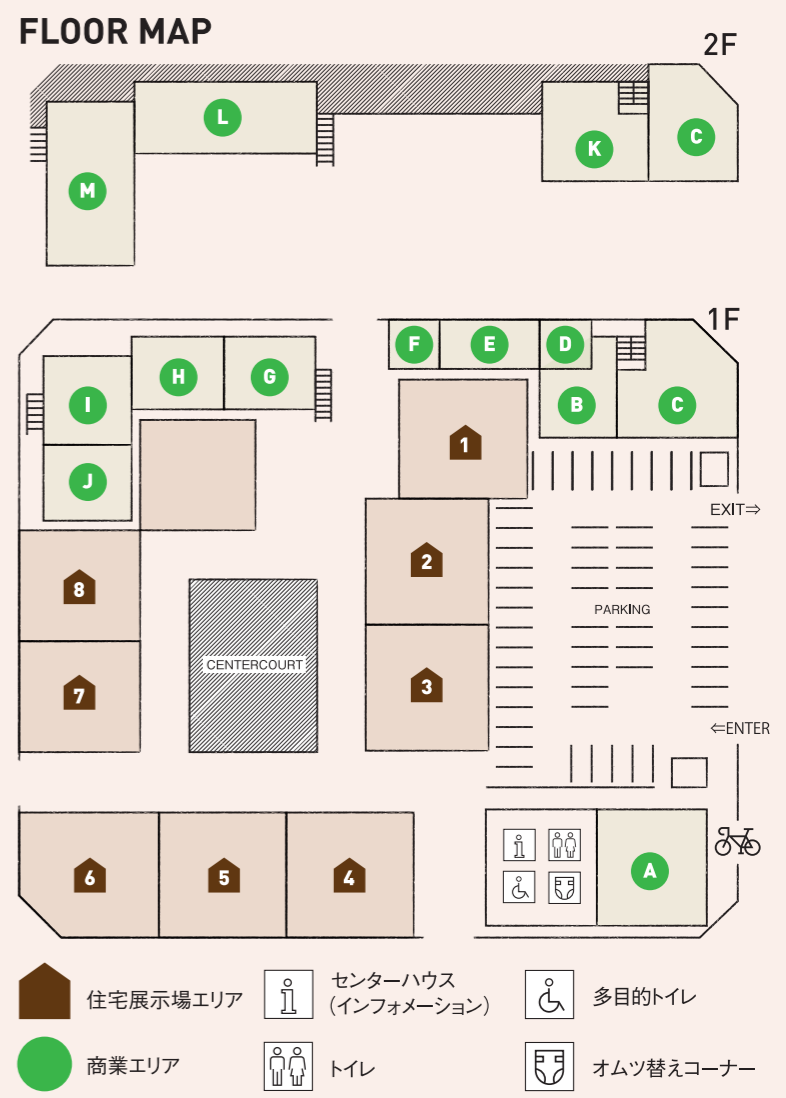 FLOOR MAP
2F
L
K
C
M
1F
F
E
D
H
G
I
B
C
J
1
EXIT⇒
2
8
PARKING
CENTERCOURT
3
7
⇐ENTER
i
6
5
4
A
i
住宅展示場エリア
センターハウス
（インフォメーション）
多目的トイレ
商業エリア
トイレ
オムツ替えコーナー